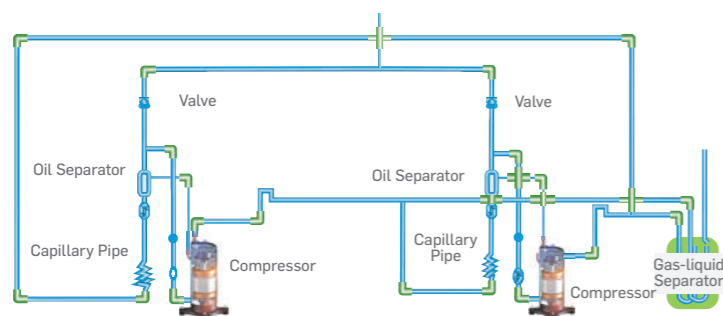 Valve
Valve
Oil Separator
Oil Separator
Capillary Pipe
Capillary
Pipe
Compressor
Gas-liquid
Separator
Compressor